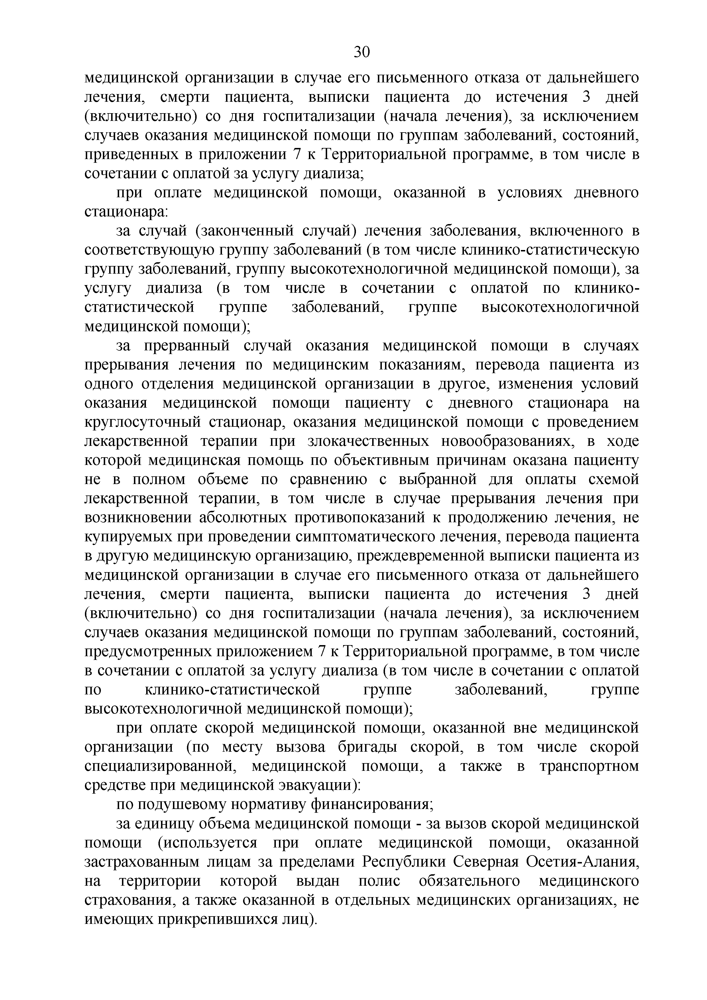 30
медицинской организации в случае его письменного отказа от дальнейшего
лечения, смерти пациента, выписки пациента до истечения 3 дней
(включительно) со дня госпитализации (начала лечения), за исключением
случаев оказания медицинской помощи по группам заболеваний, состояний,
приведенных в приложении 7 к Территориальной программе, в том числе в
сочетании с оплатой за услугу диализа;
при оплате медицинской помощи, оказанной в условиях дневного
стационара:
за случай (законченный случай) лечения заболевания, включенного в
соответствующую группу заболеваний (в том числе клинико-статистическую
группу заболеваний, группу высокотехнологичной медицинской помощи), за
услугу диализа (в том числе в сочетании с оплатой по клинико-
статистической группе заболеваний, группе высокотехнологичной
медицинской помощи);
за прерванный случай оказания медицинской помощи в случаях
прерывания лечения по медицинским показаниям, перевода пациента из
одного отделения медицинской организации в другое, изменения условий
оказания медицинской помощи пациенту с дневного стационара на
круглосуточный стационар, оказания медицинской помощи с проведением
лекарственной терапии при злокачественных новообразованиях, в ходе
которой медицинская помощь по объективным причинам оказана пациенту
не в полном объеме по сравнению с выбранной для оплаты схемой
лекарственной терапии, в том числе в случае прерывания лечения при
возникновении абсолютных противопоказаний к продолжению лечения, не
купируемых при проведении симптоматического лечения, перевода пациента
в другую медицинскую организацию, преждевременной выписки пациента из
медицинской организации в случае его письменного отказа от дальнейшего
лечения, смерти пациента, выписки пациента до истечения 3 дней
(включительно) со дня госпитализации (начала лечения), за исключением
случаев оказания медицинской помощи по группам заболеваний, состояний,
предусмотренных приложением 7 к Территориальной программе, в том числе
в сочетании с оплатой за услугу диализа (в том числе в сочетании с оплатой
по клинико-статистической группе заболеваний, группе
высокотехнологичной медицинской помощи);
при оплате скорой медицинской помощи, оказанной вне медицинской
организации (по месту вызова бригады скорой, в том числе скорой
специализированной, медицинской помощи, а также в транспортном
средстве при медицинской эвакуации):
по подушевому нормативу финансирования;
за единицу объема медицинской помощи - за вызов скорой медицинской
помощи (используется при оплате медицинской помощи, оказанной
застрахованным лицам за пределами Республики Северная Осетия-Алания,
на территории которой выдан полис обязательного медицинского
страхования, а также оказанной в отдельных медицинских организациях, не
имеющих прикрепившихся лиц).